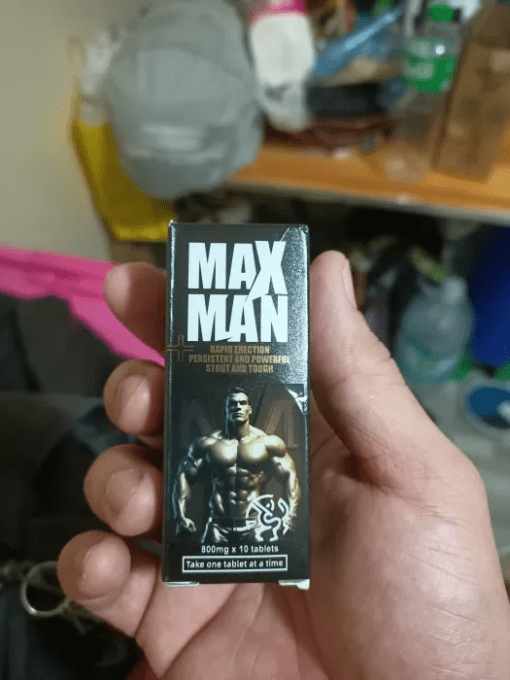 MAX
MAN
RAPID ERECTION
PERSISTENT AND POWERFUL
STOUT AND TOUGH
800mg x 10 tablets
Take one tablet at a time